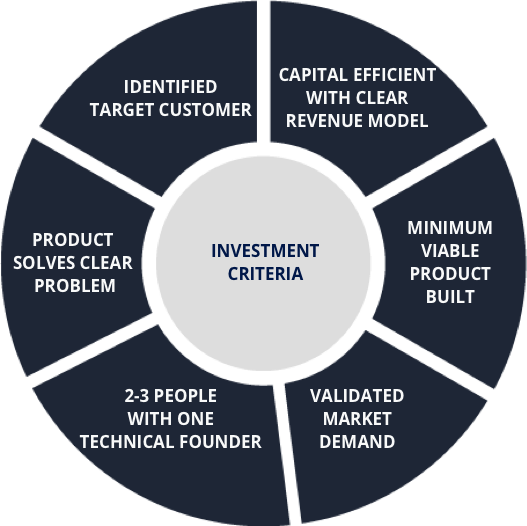 IDENTIFIED
TARGET CUSTOMER
CAPITAL EFFICIENT
WITH CLEAR
REVENUE MODEL
MINIMUM
VIABLE
PRODUCT
BUILT
VALIDATED
MARKET
DEMAND
2-3 PEOPLE
WITH ONE
TECHNICAL FOUNDER
PRODUCT
SOLVES CLEAR
PROBLEM
INVESTMENT
CRITERIA